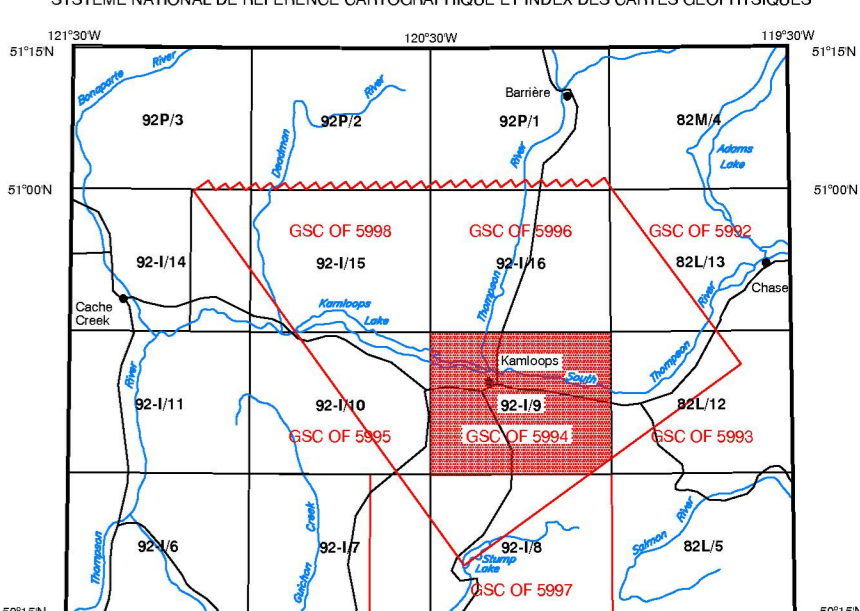 SYSTÈME NATIONAL DE RÉFÉRENCE CARTOGRAPHIQUE ET INDEX DES CARTES GÉOPHYSIQUES
121°30'W 120°30'W 119°30'W
51°15'N 51°15'N
Bonaparte River
Deadman River
Barrière
92P/3 92P/2 92P/1 82M/4
River
Adams Lake
51°00'N 51°00'N
GSC OF 5998 GSC OF 5996 GSC OF 5992
92-I/14 92-I/15 92-I/16 82L/13
Thompson
River
Chase
Cache Creek
Kamloops Lake
Kamloops
South
Thompson
River
92-I/11 92-I/10 92-I/9 82L/12
GSC OF 5995 GSC OF 5994 GSC OF 5993
Thompson
Guichon Creek
92-I/6 92-I/7 92-I/8 82L/5
Stump Lake
Salmon River
GSC OF 5997
50°15'N 50°15'N